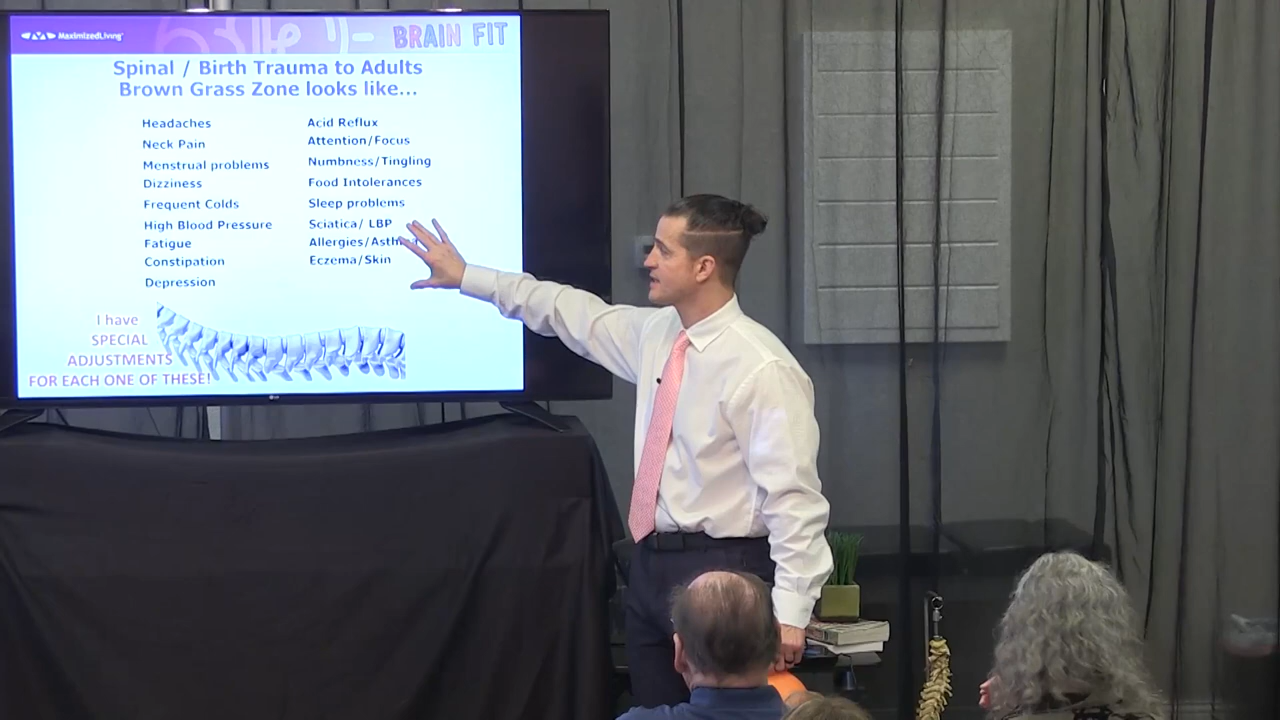 MaximizedLiving
BRAIN FIT
Spinal / Birth Trauma to Adults
Brown Grass Zone looks like...
Headaches
Neck Pain
Menstrual problems
Dizziness
Frequent Colds
High Blood Pressure
Fatigue
Constipation
Depression
Acid Reflux
Attention/Focus
Numbness/Tingling
Food Intolerances
Sleep problems
Sciatica/ LBP
Allergies/Asthma
Eczema/Skin
I have
SPECIAL
ADJUSTMENTS
FOR EACH ONE OF THESE!
LG